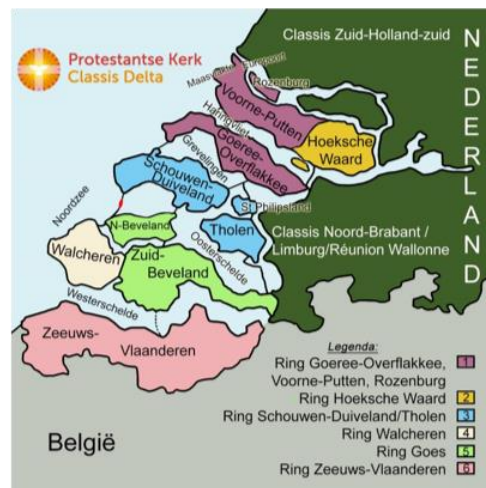 Protestantse Kerk
Classis Delta
Classis Zuid-Holland-zuid
NEDERLAND
Maasvlakte Europoort
Rozenburg
Voorne-Putten
Haringvliet
Hoeksche
Waard
Goeree-
Overflakkee
Grevelingen
Schouwen-
Duiveland
St.Philipsland
Noordzee
N-Beveland
Tholen
Classis Noord-Brabant /
Limburg/Réunion Wallonne
Walcheren
Zuid-
Beveland
Oosterschelde
Westerschelde
Zeeuws-
Vlaanderen
België
Legenda:
Ring Goeree-Overflakkee, 1
Voorne-Putten, Rozenburg
Ring Hoeksche Waard 2
Ring Schouwen-Duiveland/Tholen 3
Ring Walcheren 4
Ring Goes 5
Ring Zeeuws-Vlaanderen 6